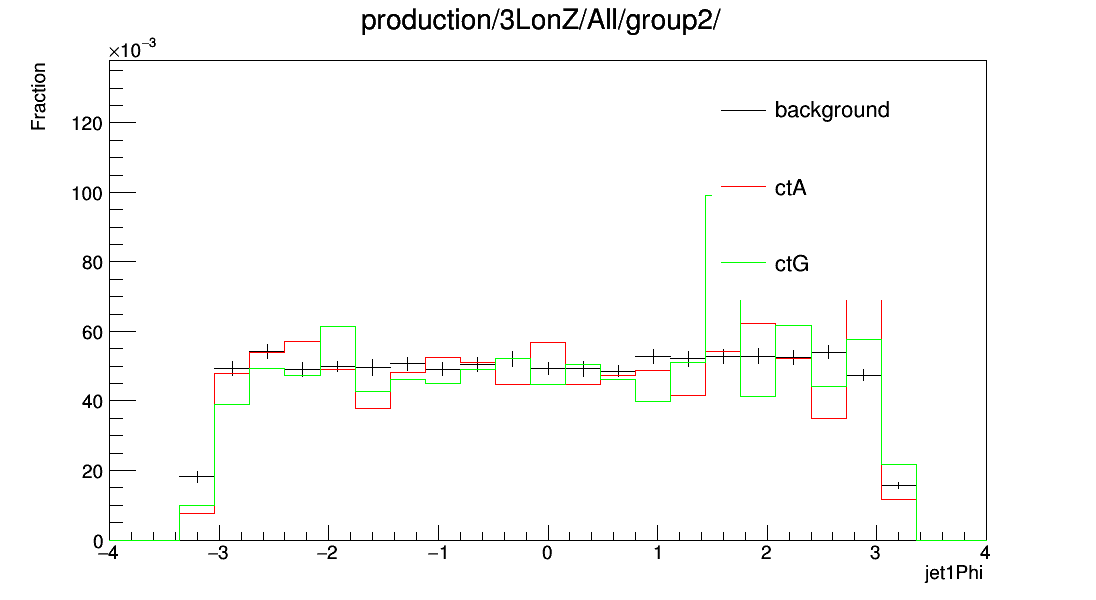 production/3LonZ/All/group2/
×10⁻³
Fraction
120
100
80
60
40
20
0
background
ctA
ctG
−4 −3 −2 −1 0 1 2 3 4
jet1Phi